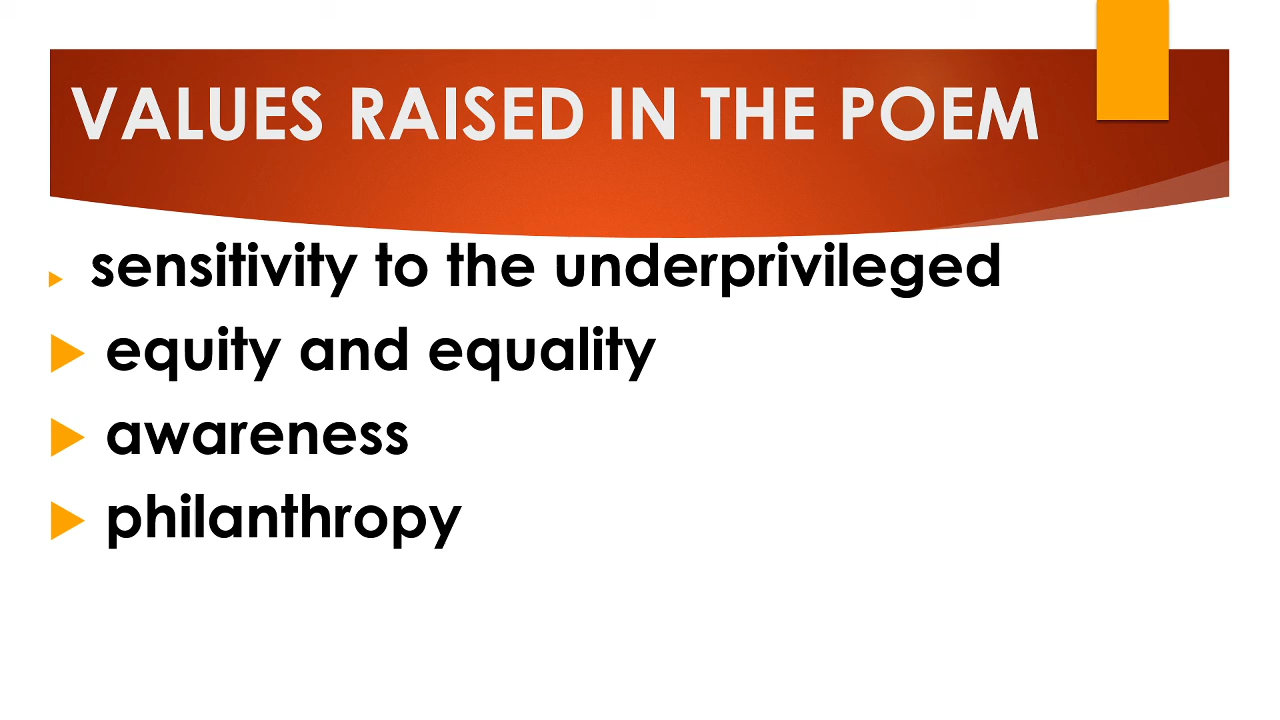 VALUES RAISED IN THE POEM
sensitivity to the underprivileged
equity and equality
awareness
philanthropy